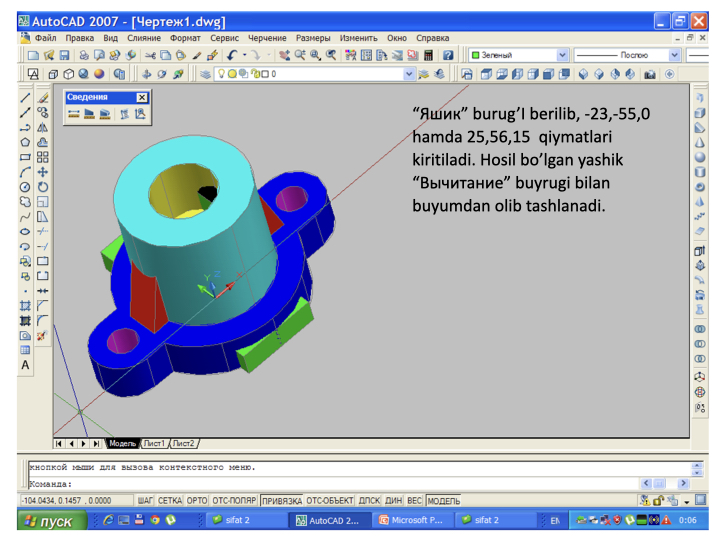 AutoCAD 2007 - [Чертеж1.dwg]
Файл Правка Вид Слияние Формат Сервис Черчение Размеры Изменить Окно Справка
Зеленый
Послою
0
Сведения
“Яшик” burug’I berilib, -23,-55,0
hamda 25,56,15 qiymatlari
kiritiladi. Hosil bo’lgan yashik
“Вычитание” buyrugi bilan
buyumdan olib tashlanadi.
Y Z X
A
Модель Лист1 Лист2
кнопкой мыши для вызова контекстного меню.
Команда:
-104.0434, 0.1457 , 0.0000 ШАГ СЕТКА ОРТО ОТС-ПОЛЯР ПРИВЯЗКА ОТС-ОБЪЕКТ ДПСК ДИН ВЕС МОДЕЛЬ
пуск sifat 2 AutoCAD 2... Microsoft P... sifat 2 EN 0:06